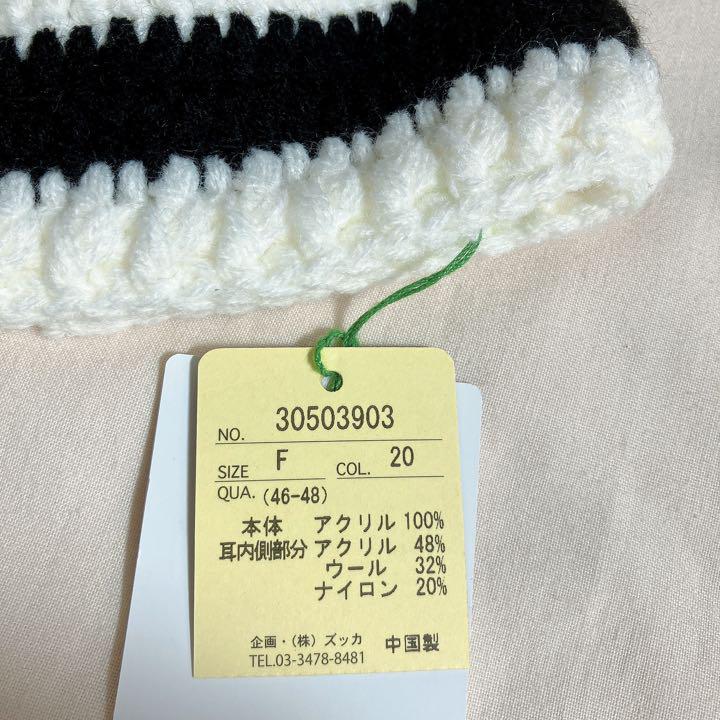 NO. 30503903
SIZE F COL. 20
QUA. (46-48)
本体 アクリル 100%
耳内側部分 アクリル 48%
ウール 32%
ナイロン 20%
企画・(株) ズッカ 中国製
TEL.03-3478-8481